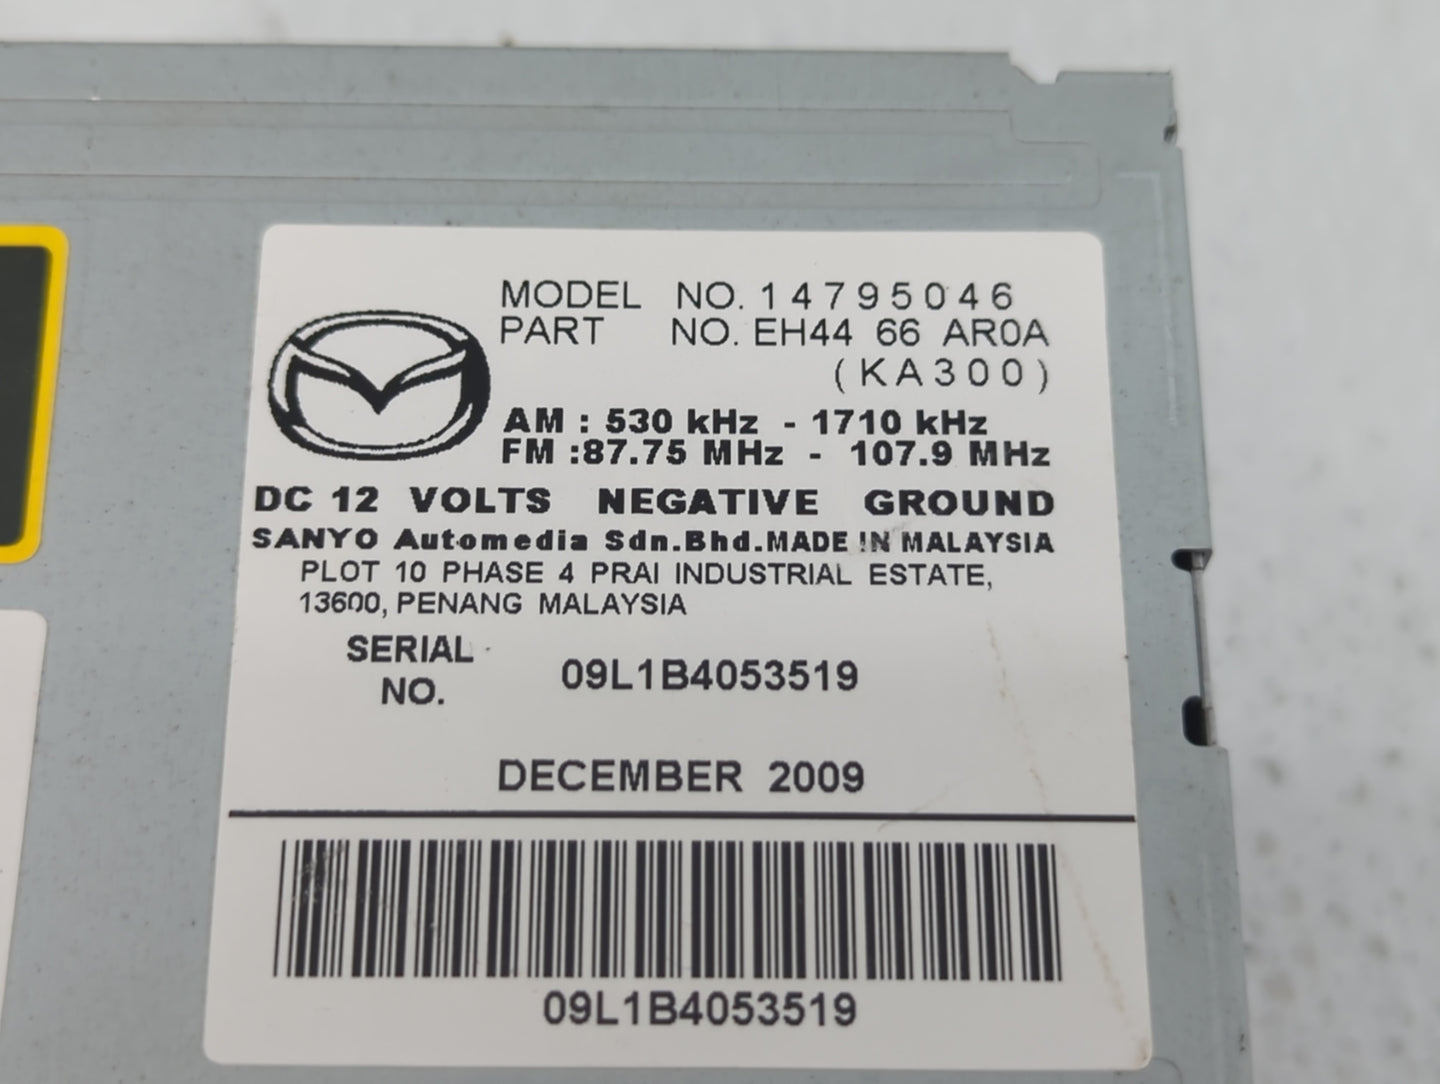 MODEL NO. 14795046
PART NO. EH44 66 AR0A
(KA300)
AM : 530 kHz - 1710 kHz
FM :87.75 MHz - 107.9 MHz
DC 12 VOLTS NEGATIVE GROUND
SANYO Automedia Sdn.Bhd.MADE IN MALAYSIA
PLOT 10 PHASE 4 PRAI INDUSTRIAL ESTATE,
13600, PENANG MALAYSIA
SERIAL NO. 09L1B4053519
DECEMBER 2009
09L1B4053519